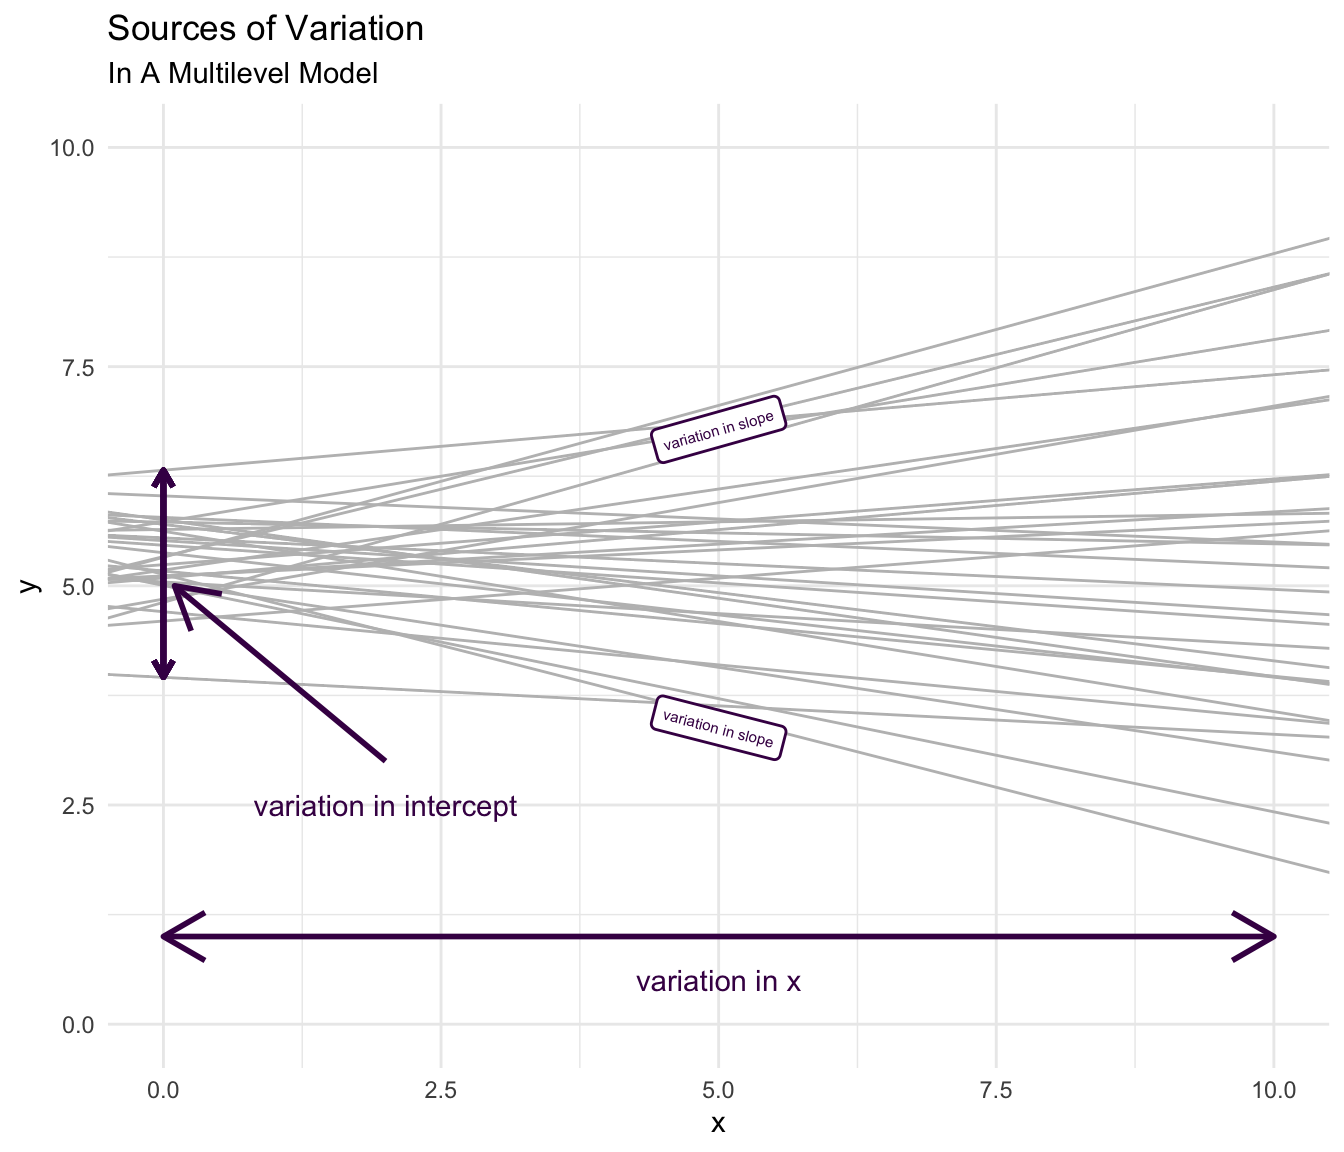 Sources of Variation
In A Multilevel Model
10.0
7.5
5.0
2.5
0.0
y
variation in slope
variation in slope
variation in intercept
variation in x
0.0 2.5 5.0 7.5 10.0
x